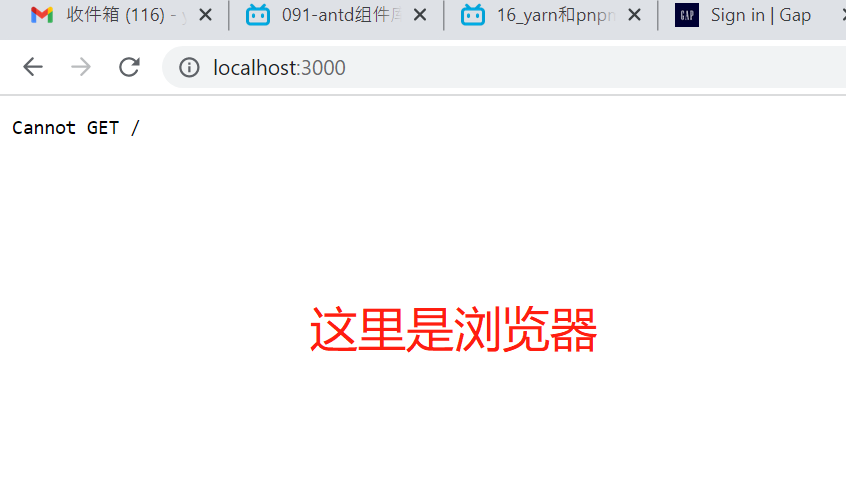 收件箱 (116) -
091-antd组件库
16_yarn和pnpn
GAP
Sign in | Gap
localhost:3000
Cannot GET /
这里是浏览器